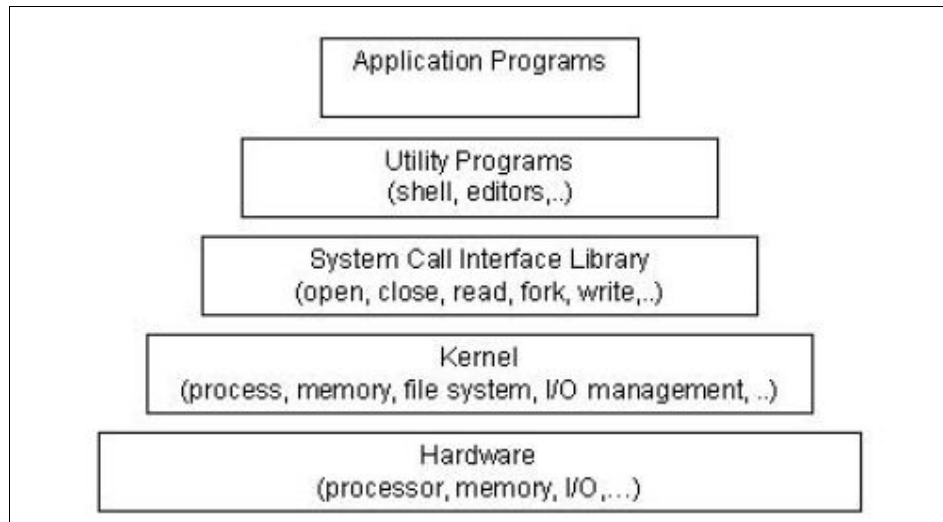 Application Programs
Utility Programs
(shell, editors,..)
System Call Interface Library
(open, close, read, fork, write,..)
Kernel
(process, memory, file system, I/O management, ..)
Hardware
(processor, memory, I/O,...)